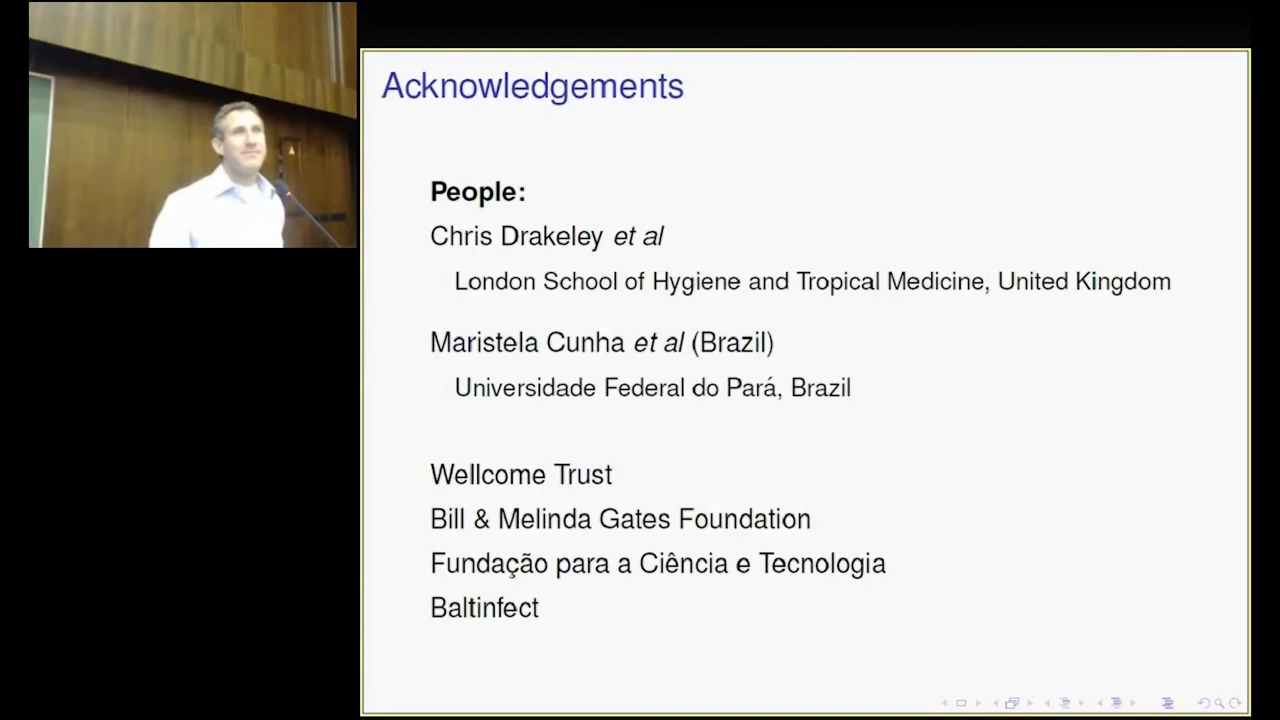 Acknowledgements
People:
Chris Drakeley et al
London School of Hygiene and Tropical Medicine, United Kingdom
Maristela Cunha et al (Brazil)
Universidade Federal do Pará, Brazil
Wellcome Trust
Bill & Melinda Gates Foundation
Fundação para a Ciência e Tecnologia
Baltinfect